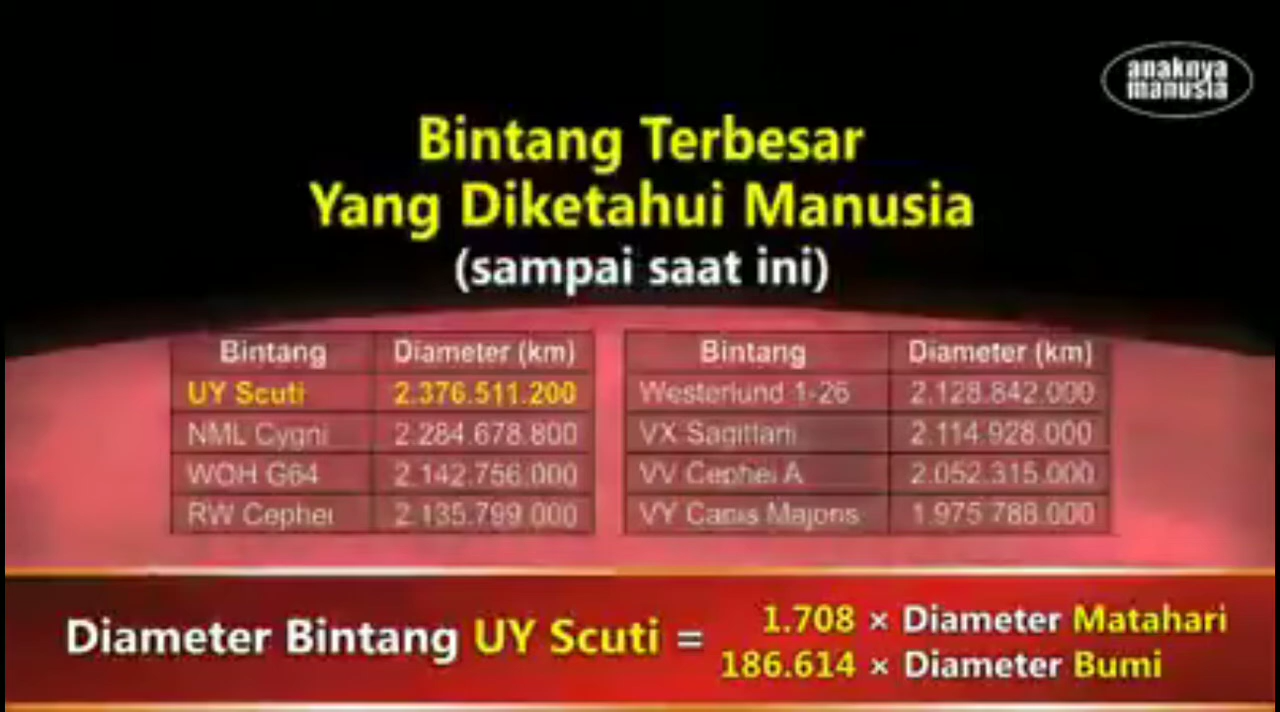 anaknya
manusia
Bintang Terbesar
Yang Diketahui Manusia
(sampai saat ini)
Bintang Diameter (km)
UY Scuti 2.376.511.200
NML Cygni 2.284.678.800
WOH G64 2.142.756.000
RW Cephei 2.135.799.000
Bintang Diameter (km)
Westerlund 1-26 2.128.842.000
VX Sagittarii 2.114.928.000
VV Cephei A 2.052.315.000
VY Canis Majoris 1.975.788.000
Diameter Bintang UY Scuti =
1.708 × Diameter Matahari
186.614 × Diameter Bumi